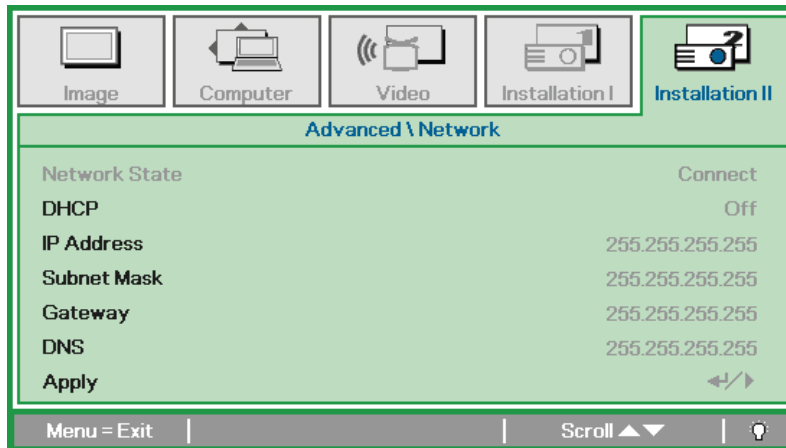 Image Computer Video Installation I Installation II
Advanced \ Network
Network State Connect
DHCP Off
IP Address 255.255.255.255
Subnet Mask 255.255.255.255
Gateway 255.255.255.255
DNS 255.255.255.255
Apply
Menu = Exit Scroll